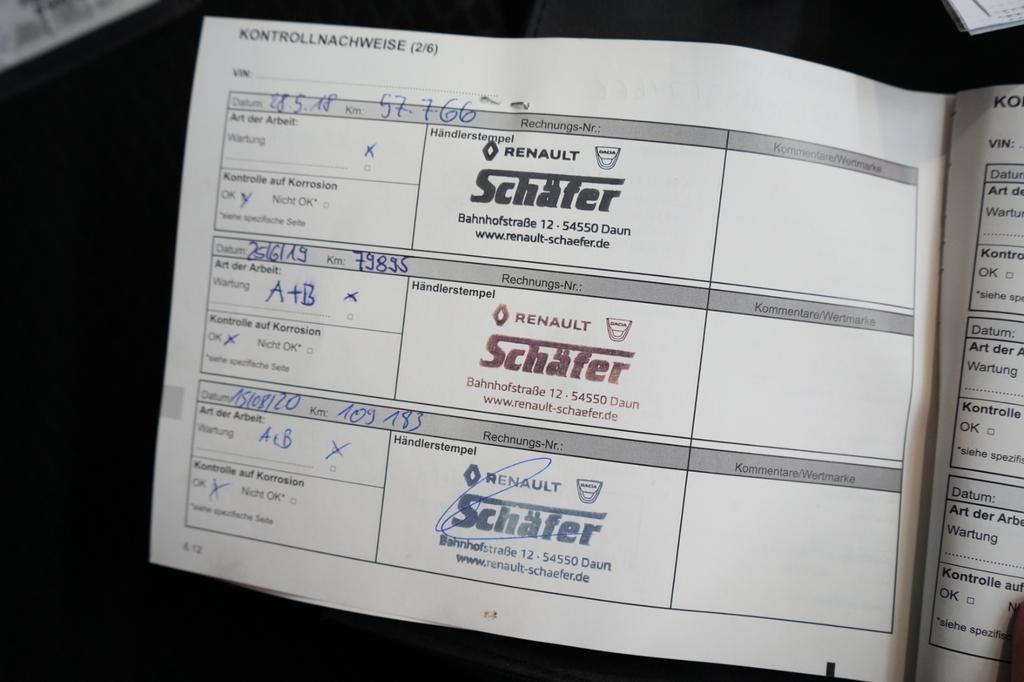 KONTROLLNACHWEISE (2/6)
VIN:
Datum: 28.5.18 Km: 57.766 Rechnungs-Nr.: Kommentare/Wertmarke
Art der Arbeit:
Wartung x
Kontrolle auf Korrosion
OK x Nicht OK* □
*siehe spezifische Seite
Händlerstempel
RENAULT DACIA
Schäfer
Bahnhofstraße 12 · 54550 Daun
www.renault-schaefer.de
Datum: 25/6/19 Km: 79895 Rechnungs-Nr.: Kommentare/Wertmarke
Art der Arbeit:
Wartung A+B x
Kontrolle auf Korrosion
OK x Nicht OK* □
*siehe spezifische Seite
Händlerstempel
RENAULT DACIA
Schäfer
Bahnhofstraße 12 · 54550 Daun
www.renault-schaefer.de
Datum: 15/08/20 Km: 109 183 Rechnungs-Nr.: Kommentare/Wertmarke
Art der Arbeit:
Wartung A+B x
Kontrolle auf Korrosion
OK x Nicht OK* □
*siehe spezifische Seite
Händlerstempel
RENAULT DACIA
Schäfer
Bahnhofstraße 12 · 54550 Daun
www.renault-schaefer.de
6.12
KO
VIN:
Datum
Art de
Wartu
Kontro
OK □
*siehe spe
Datum:
Art der A
Wartung
Kontrolle
OK □
*siehe spezifis
Datum:
Art der Arbe
Wartung
Kontrolle auf
OK □ N
*siehe spezifisc